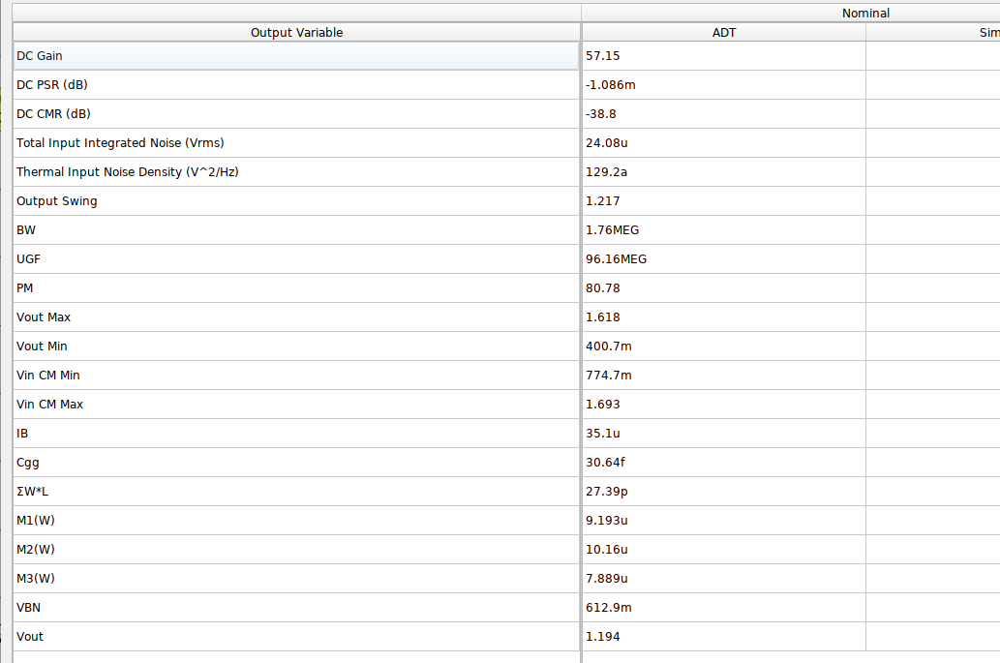 Nominal
Output Variable ADT Sim
DC Gain 57.15
DC PSR (dB) -1.086m
DC CMR (dB) -38.8
Total Input Integrated Noise (Vrms) 24.08u
Thermal Input Noise Density (V^2/Hz) 129.2a
Output Swing 1.217
BW 1.76MEG
UGF 96.16MEG
PM 80.78
Vout Max 1.618
Vout Min 400.7m
Vin CM Min 774.7m
Vin CM Max 1.693
IB 35.1u
Cgg 30.64f
ΣW*L 27.39p
M1(W) 9.193u
M2(W) 10.16u
M3(W) 7.889u
VBN 612.9m
Vout 1.194